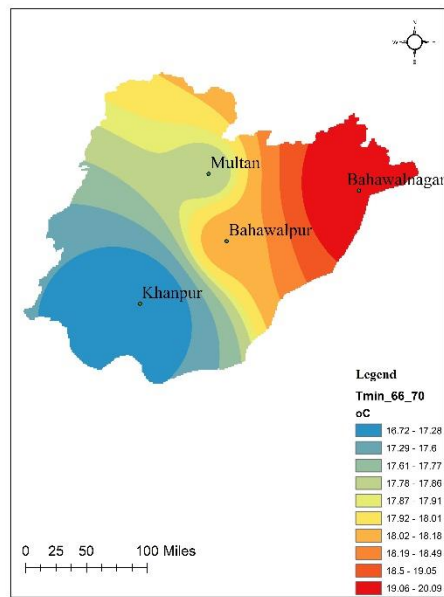 N
W
E
S
Multan
Bahawalnagar
Bahawalpur
Khanpur
Legend
Tmin_66_70
oC
16.72 - 17.28
17.29 - 17.6
17.61 - 17.77
17.78 - 17.86
17.87 - 17.91
17.92 - 18.01
18.02 - 18.18
18.19 - 18.49
18.5 - 19.05
19.06 - 20.09
0 25 50 100 Miles